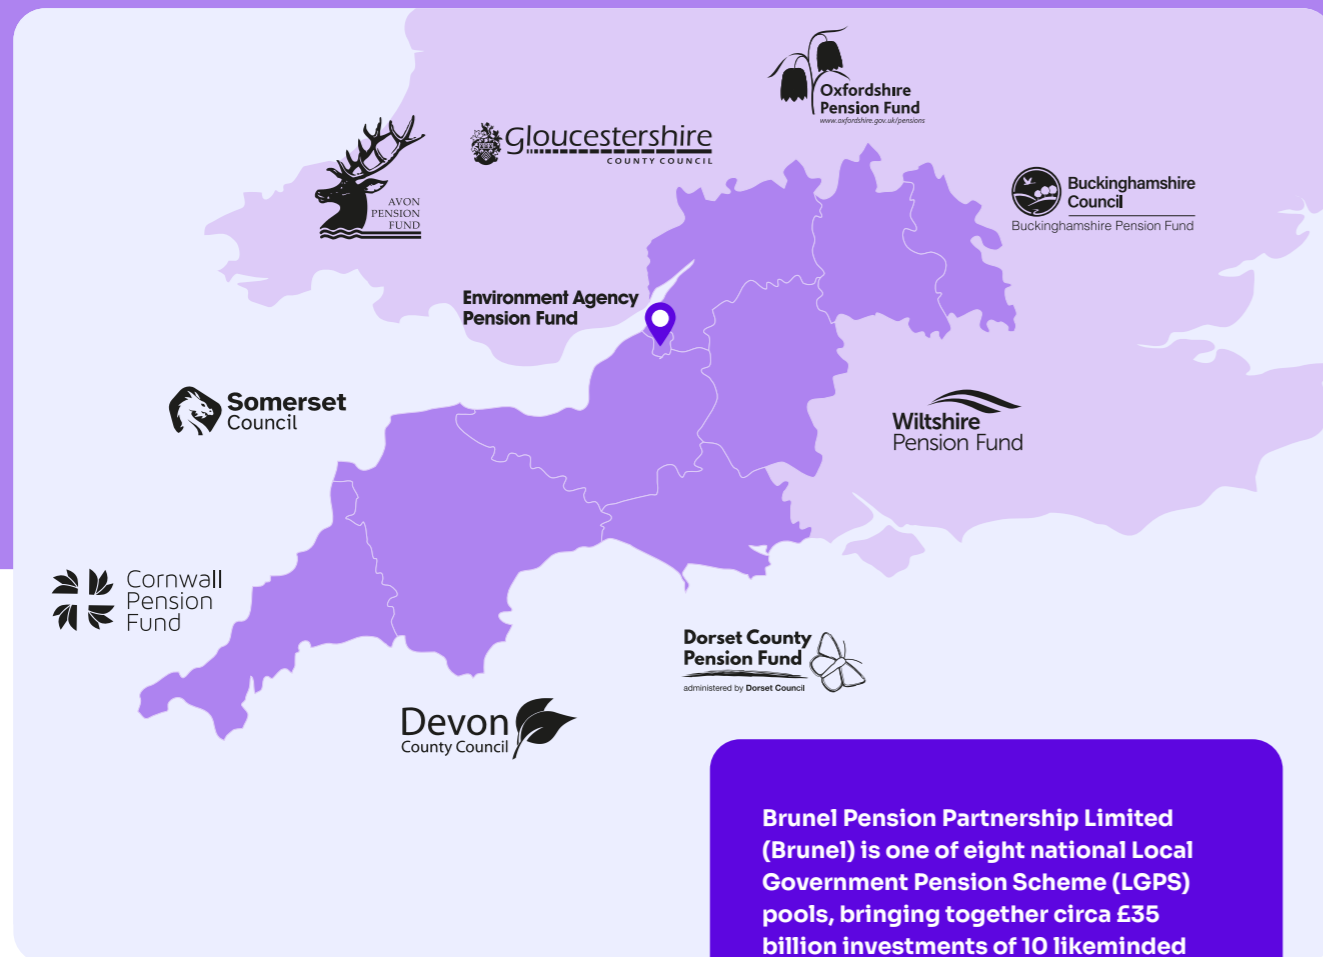 Oxfordshire
Pension Fund
www.oxfordshire.gov.uk/pensions
Gloucestershire
COUNTY COUNCIL
AVON
PENSION
FUND
Buckinghamshire
Council
Buckinghamshire Pension Fund
Environment Agency
Pension Fund
Somerset
Council
Wiltshire
Pension Fund
Cornwall
Pension
Fund
Dorset County
Pension Fund
administered by Dorset Council
Devon
County Council
Brunel Pension Partnership Limited
(Brunel) is one of eight national Local
Government Pension Scheme (LGPS)
pools, bringing together circa £35
billion investments of 10 likeminded